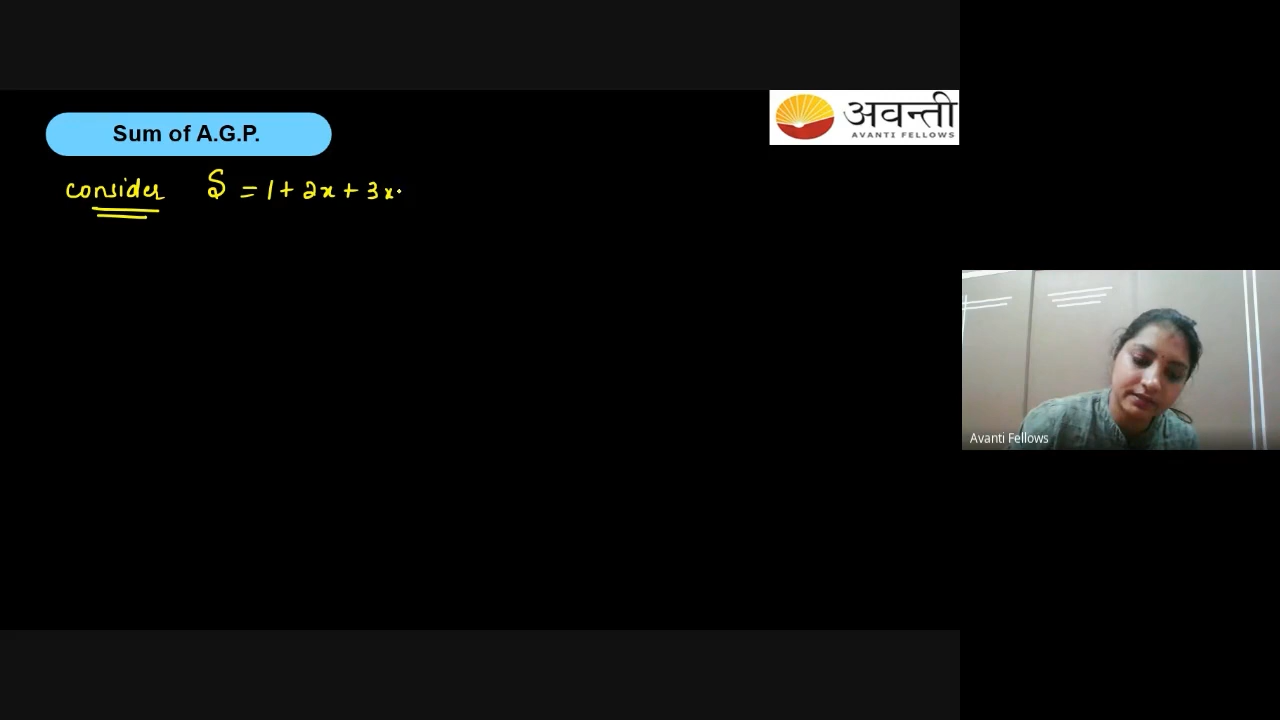 Sum of A.G.P.
अवन्ती
AVANTI FELLOWS
consider S = 1 + 2x + 3x
Avanti Fellows